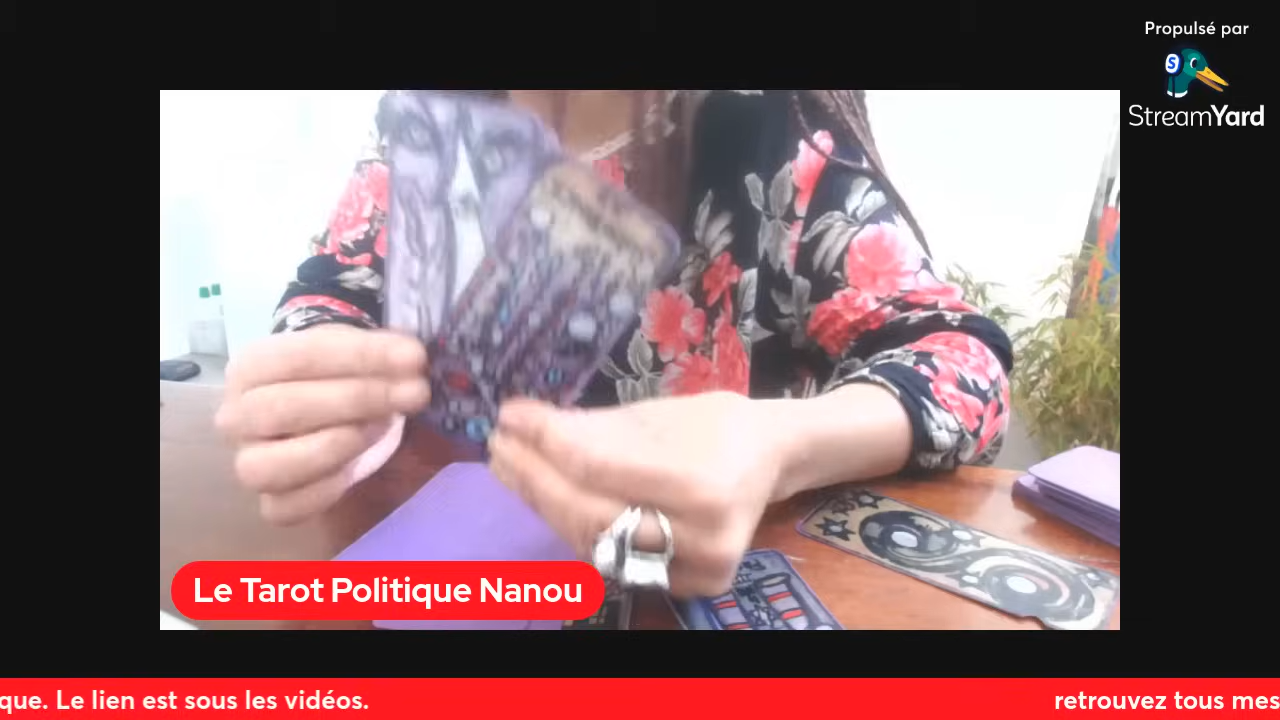 Propulsé par
StreamYard
Le Tarot Politique Nanou
que. Le lien est sous les vidéos.
retrouvez tous mes